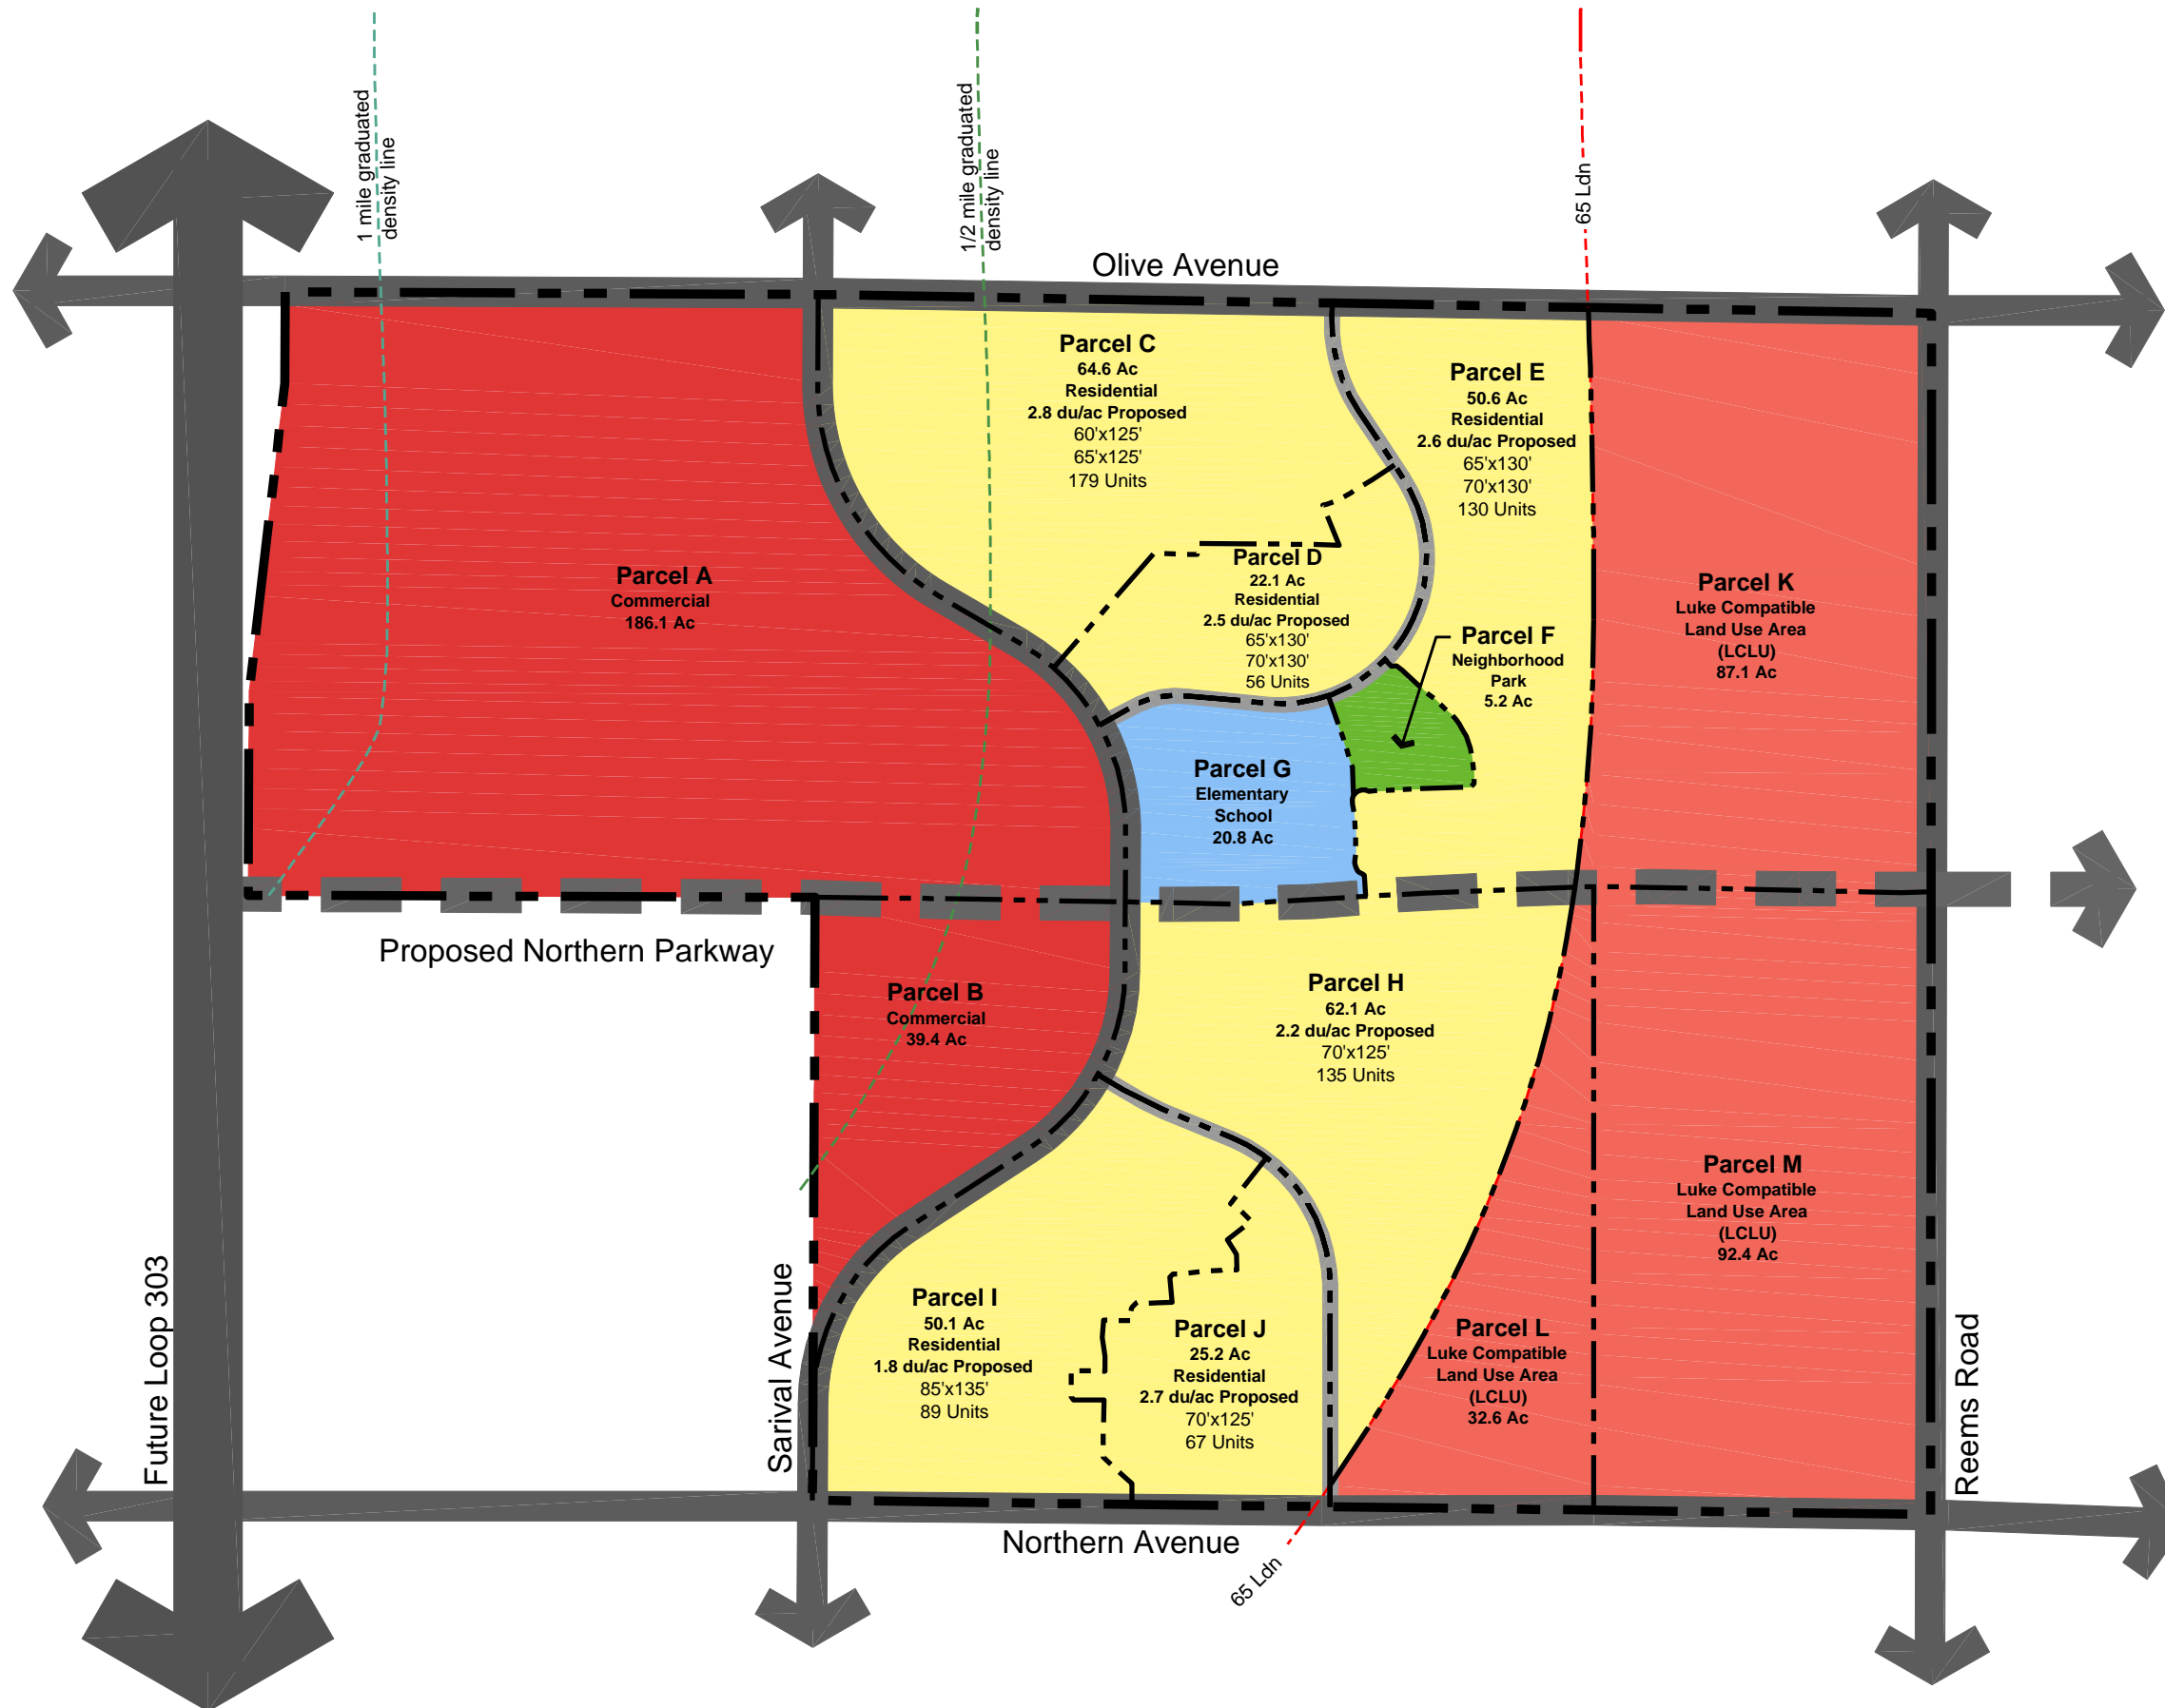 1 mile graduated
density line
1/2 mile graduated
density line
65 Ldn
Olive Avenue
Parcel C
64.6 Ac
Residential
2.8 du/ac Proposed
60'x125'
65'x125'
179 Units
Parcel E
50.6 Ac
Residential
2.6 du/ac Proposed
65'x130'
70'x130'
130 Units
Parcel A
Commercial
186.1 Ac
Parcel D
22.1 Ac
Residential
2.5 du/ac Proposed
65'x130'
70'x130'
56 Units
Parcel K
Luke Compatible
Land Use Area
(LCLU)
87.1 Ac
Parcel F
Neighborhood
Park
5.2 Ac
Parcel G
Elementary
School
20.8 Ac
Proposed Northern Parkway
Parcel B
Commercial
39.4 Ac
Parcel H
62.1 Ac
2.2 du/ac Proposed
70'x125'
135 Units
Parcel M
Luke Compatible
Land Use Area
(LCLU)
92.4 Ac
Future Loop 303
Sarival Avenue
Parcel I
50.1 Ac
Residential
1.8 du/ac Proposed
85'x135'
89 Units
Parcel J
25.2 Ac
Residential
2.7 du/ac Proposed
70'x125'
67 Units
Parcel L
Luke Compatible
Land Use Area
(LCLU)
32.6 Ac
Reems Road
Northern Avenue
65 Ldn